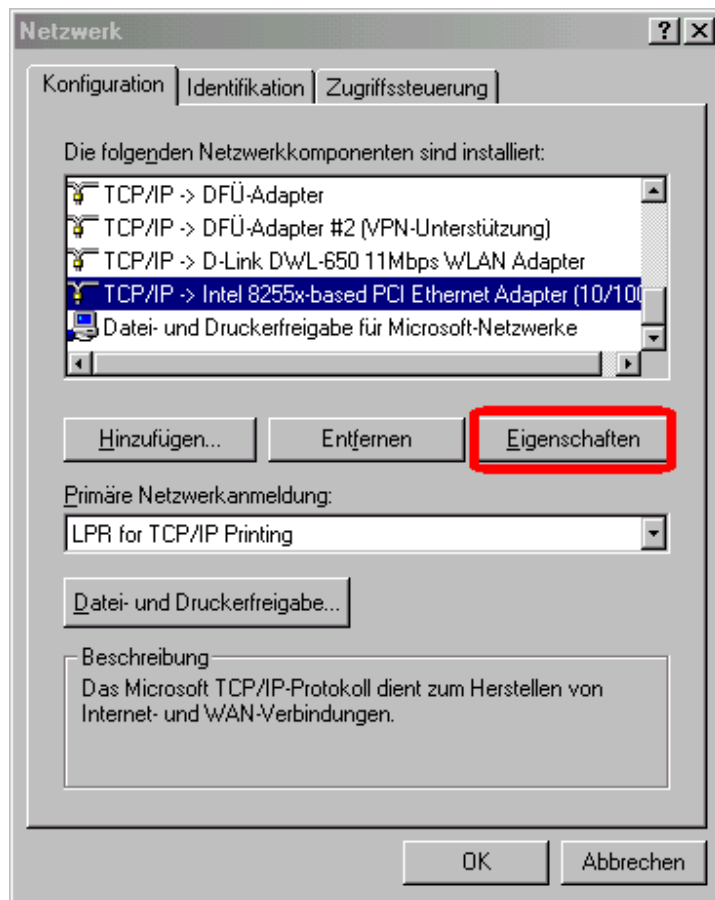 Netzwerk
Konfiguration
Identifikation
Zugriffssteuerung
Die folgenden Netzwerkkomponenten sind installiert:
TCP/IP -> DFÜ-Adapter
TCP/IP -> DFÜ-Adapter #2 (VPN-Unterstützung)
TCP/IP -> D-Link DWL-650 11Mbps WLAN Adapter
TCP/IP -> Intel 8255x-based PCI Ethernet Adapter (10/100
Datei- und Druckerfreigabe für Microsoft-Netzwerke
Hinzufügen...
Entfernen
Eigenschaften
Primäre Netzwerkanmeldung:
LPR for TCP/IP Printing
Datei- und Druckerfreigabe...
Beschreibung
Das Microsoft TCP/IP-Protokoll dient zum Herstellen von
Internet- und WAN-Verbindungen.
OK
Abbrechen